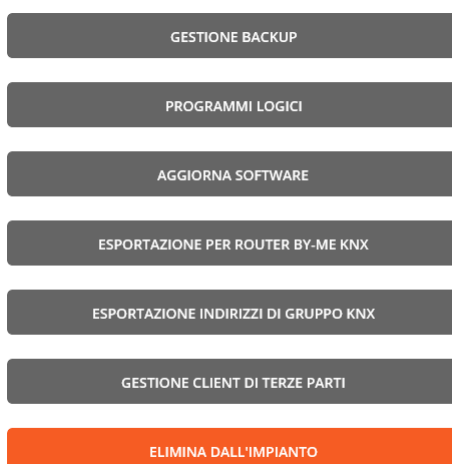 GESTIONE BACKUP
PROGRAMMI LOGICI
AGGIORNA SOFTWARE
ESPORTAZIONE PER ROUTER BY-ME KNX
ESPORTAZIONE INDIRIZZI DI GRUPPO KNX
GESTIONE CLIENT DI TERZE PARTI
ELIMINA DALL'IMPIANTO